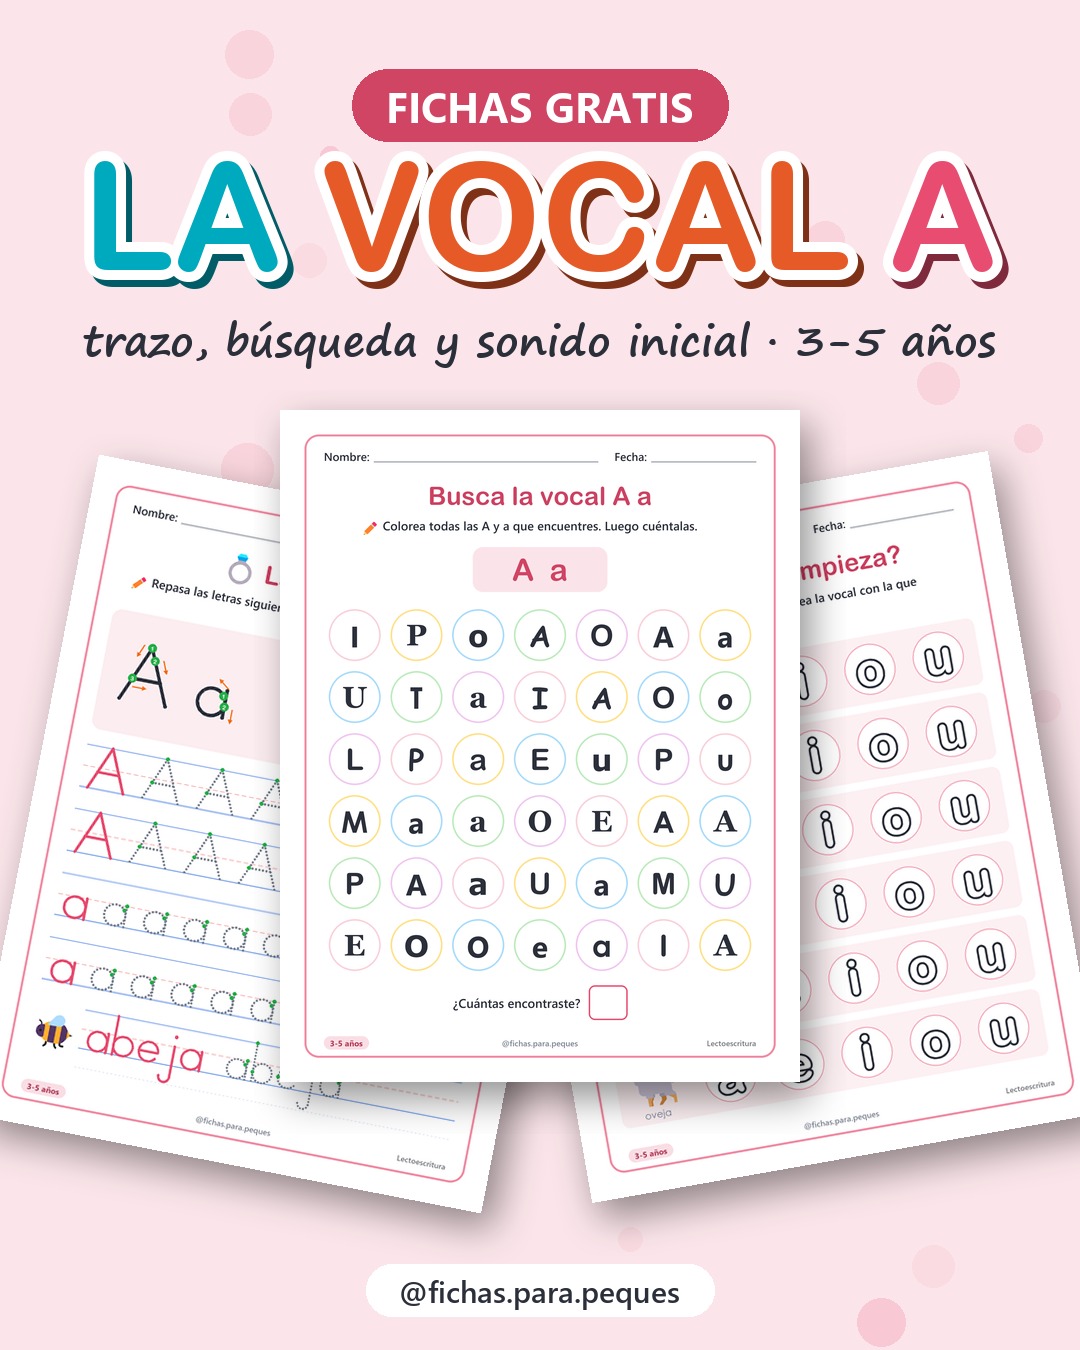 FICHAS GRATIS
LA VOCAL A
trazo, búsqueda y sonido inicial · 3-5 años
Nombre:
Fecha:
Busca la vocal A a
Colorea todas las A y a que encuentres. Luego cuéntalas.
A a
I P o A O A a
U T a I A O o
L P a E u P u
M a a O E A A
P A a U a M U
E O O e a I A
¿Cuántas encontraste?
3-5 años
@fichas.para.peques
Lectoescritura
Nombre:
Repasa las letras
A a
A A A A
A A A A
a a a a a
a a a a a a
abeja abeja
3-5 años
@fichas.para.peques
Lectoescritura
Fecha:
la vocal con la que
i o u
i o u
i o u
i o u
i o u
a e i o u
oveja
3-5 años
@fichas.para.peques
Lectoescritura
@fichas.para.peques